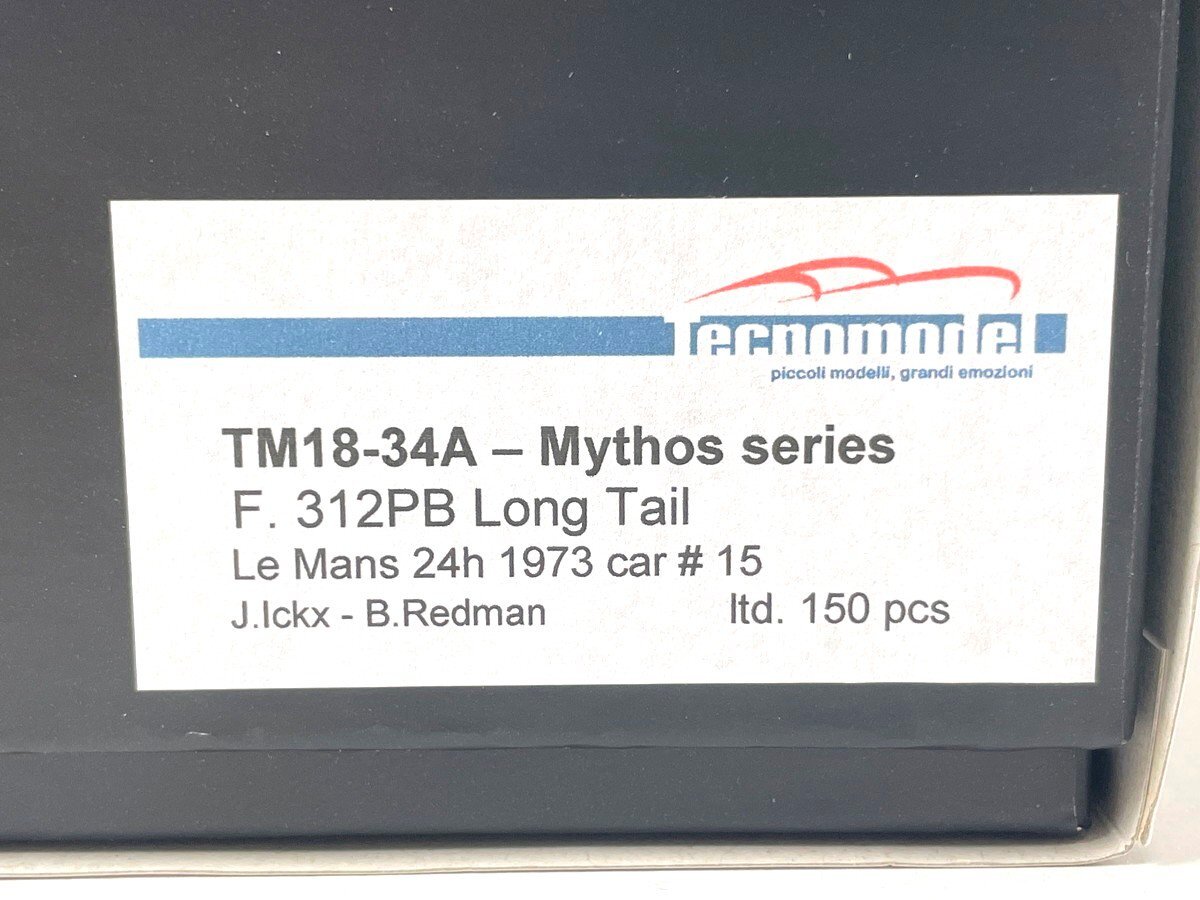 Tecnomodel
piccoli modelli, grandi emozioni
TM18-34A – Mythos series
F. 312PB Long Tail
Le Mans 24h 1973 car # 15
J.Ickx - B.Redman ltd. 150 pcs